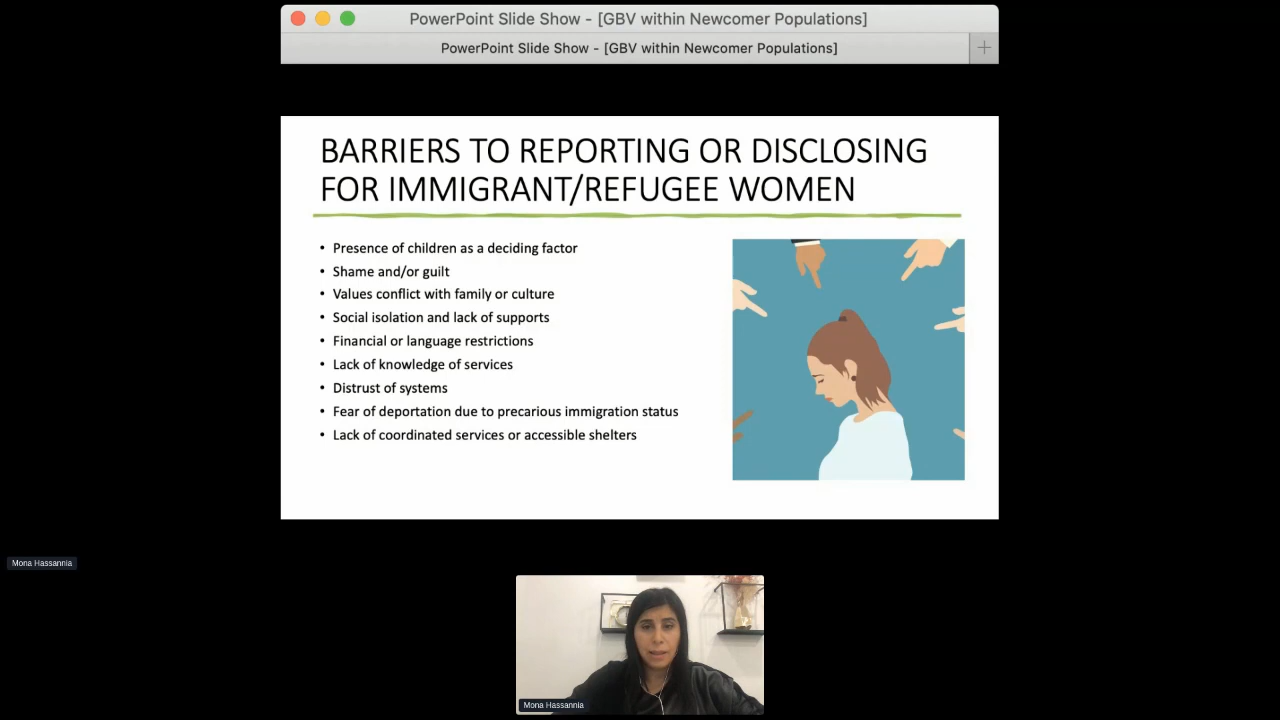 PowerPoint Slide Show - [GBV within Newcomer Populations]
PowerPoint Slide Show - [GBV within Newcomer Populations]
BARRIERS TO REPORTING OR DISCLOSING
FOR IMMIGRANT/REFUGEE WOMEN
• Presence of children as a deciding factor
• Shame and/or guilt
• Values conflict with family or culture
• Social isolation and lack of supports
• Financial or language restrictions
• Lack of knowledge of services
• Distrust of systems
• Fear of deportation due to precarious immigration status
• Lack of coordinated services or accessible shelters
Mona Hassannia
Mona Hassannia